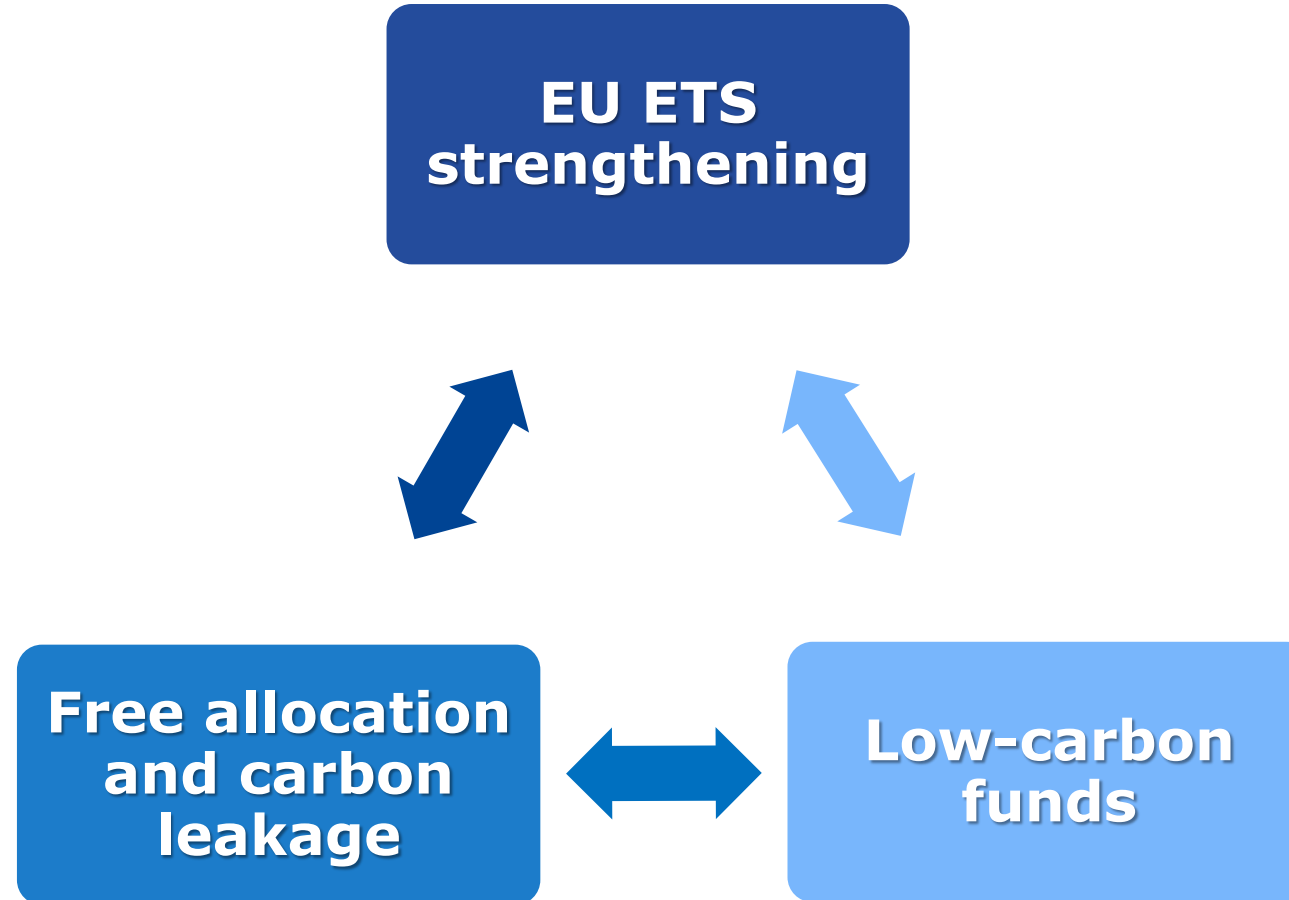 EU ETS
strengthening
Free allocation
and carbon
leakage
Low-carbon
funds